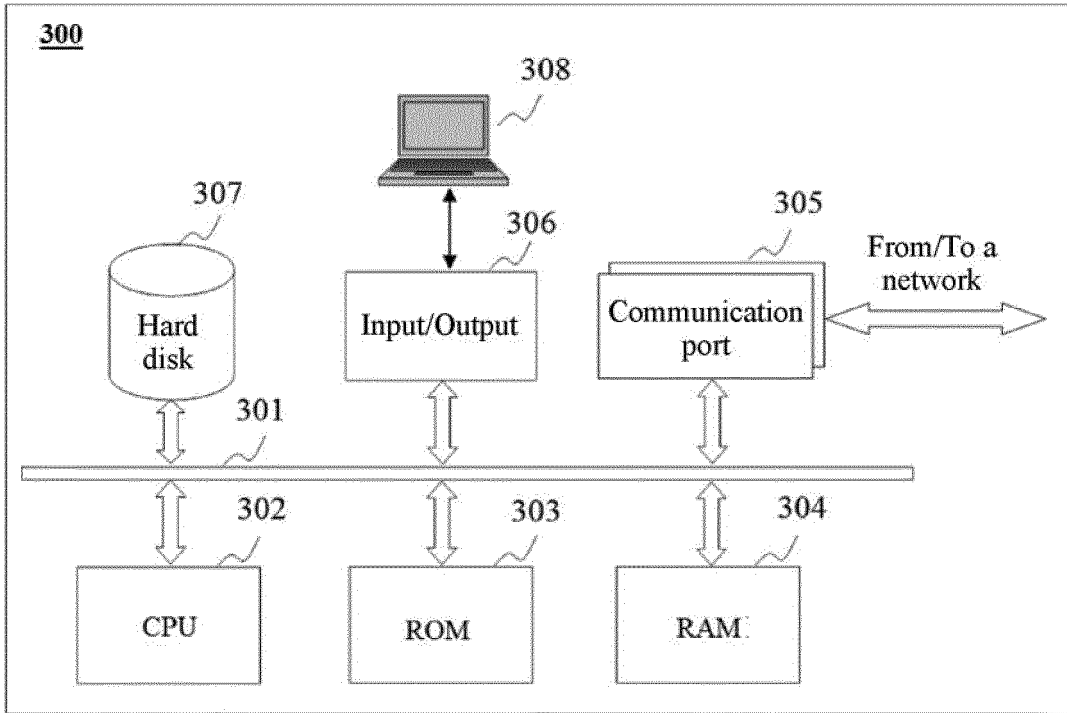 300
308
307
306
305
From/To a
network
Hard
disk
Input/Output
Communication
port
301
302
303
304
CPU
ROM
RAM